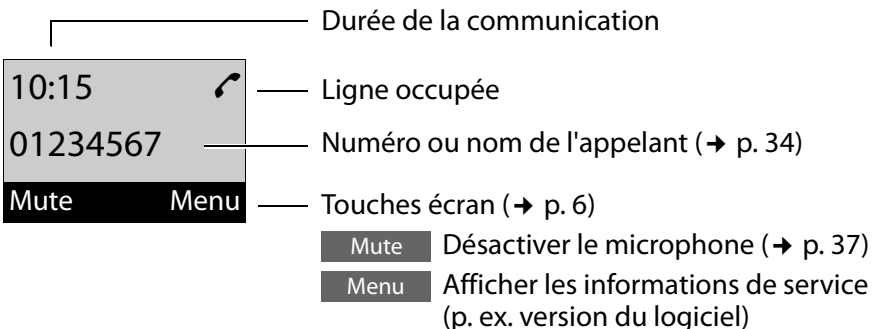 Durée de la communication
10:15
Ligne occupée
01234567
Numéro ou nom de l'appelant (➜ p. 34)
Mute Menu
Touches écran (➜ p. 6)
Mute Désactiver le microphone (➜ p. 37)
Menu Afficher les informations de service
(p. ex. version du logiciel)